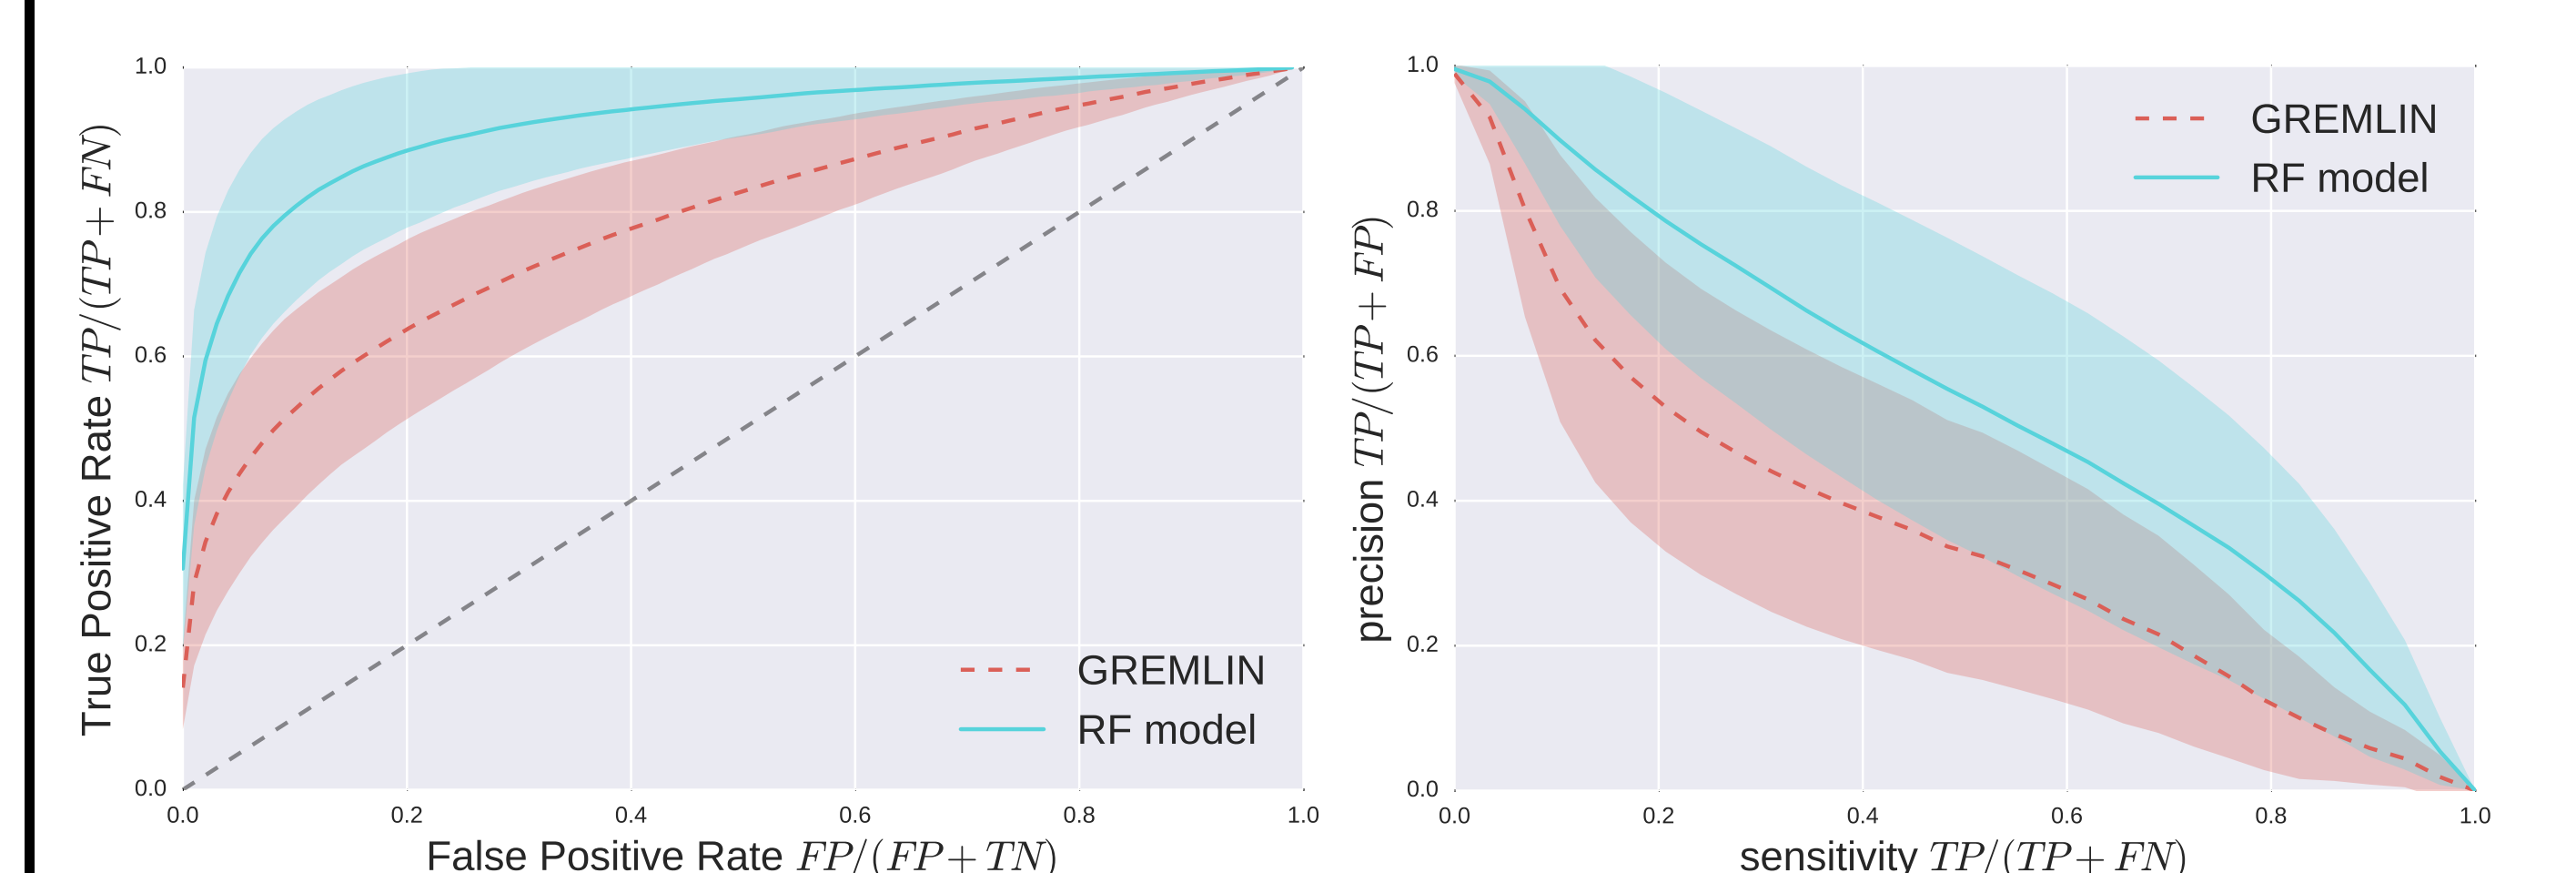 True Positive Rate TP/(TP + FN)
1.0
0.8
0.6
0.4
0.2
0.0
GREMLIN
RF model
0.0 0.2 0.4 0.6 0.8 1.0
False Positive Rate FP/(FP + TN)
precision TP/(TP + FP)
1.0
0.8
0.6
0.4
0.2
0.0
GREMLIN
RF model
0.0 0.2 0.4 0.6 0.8 1.0
sensitivity TP/(TP + FN)